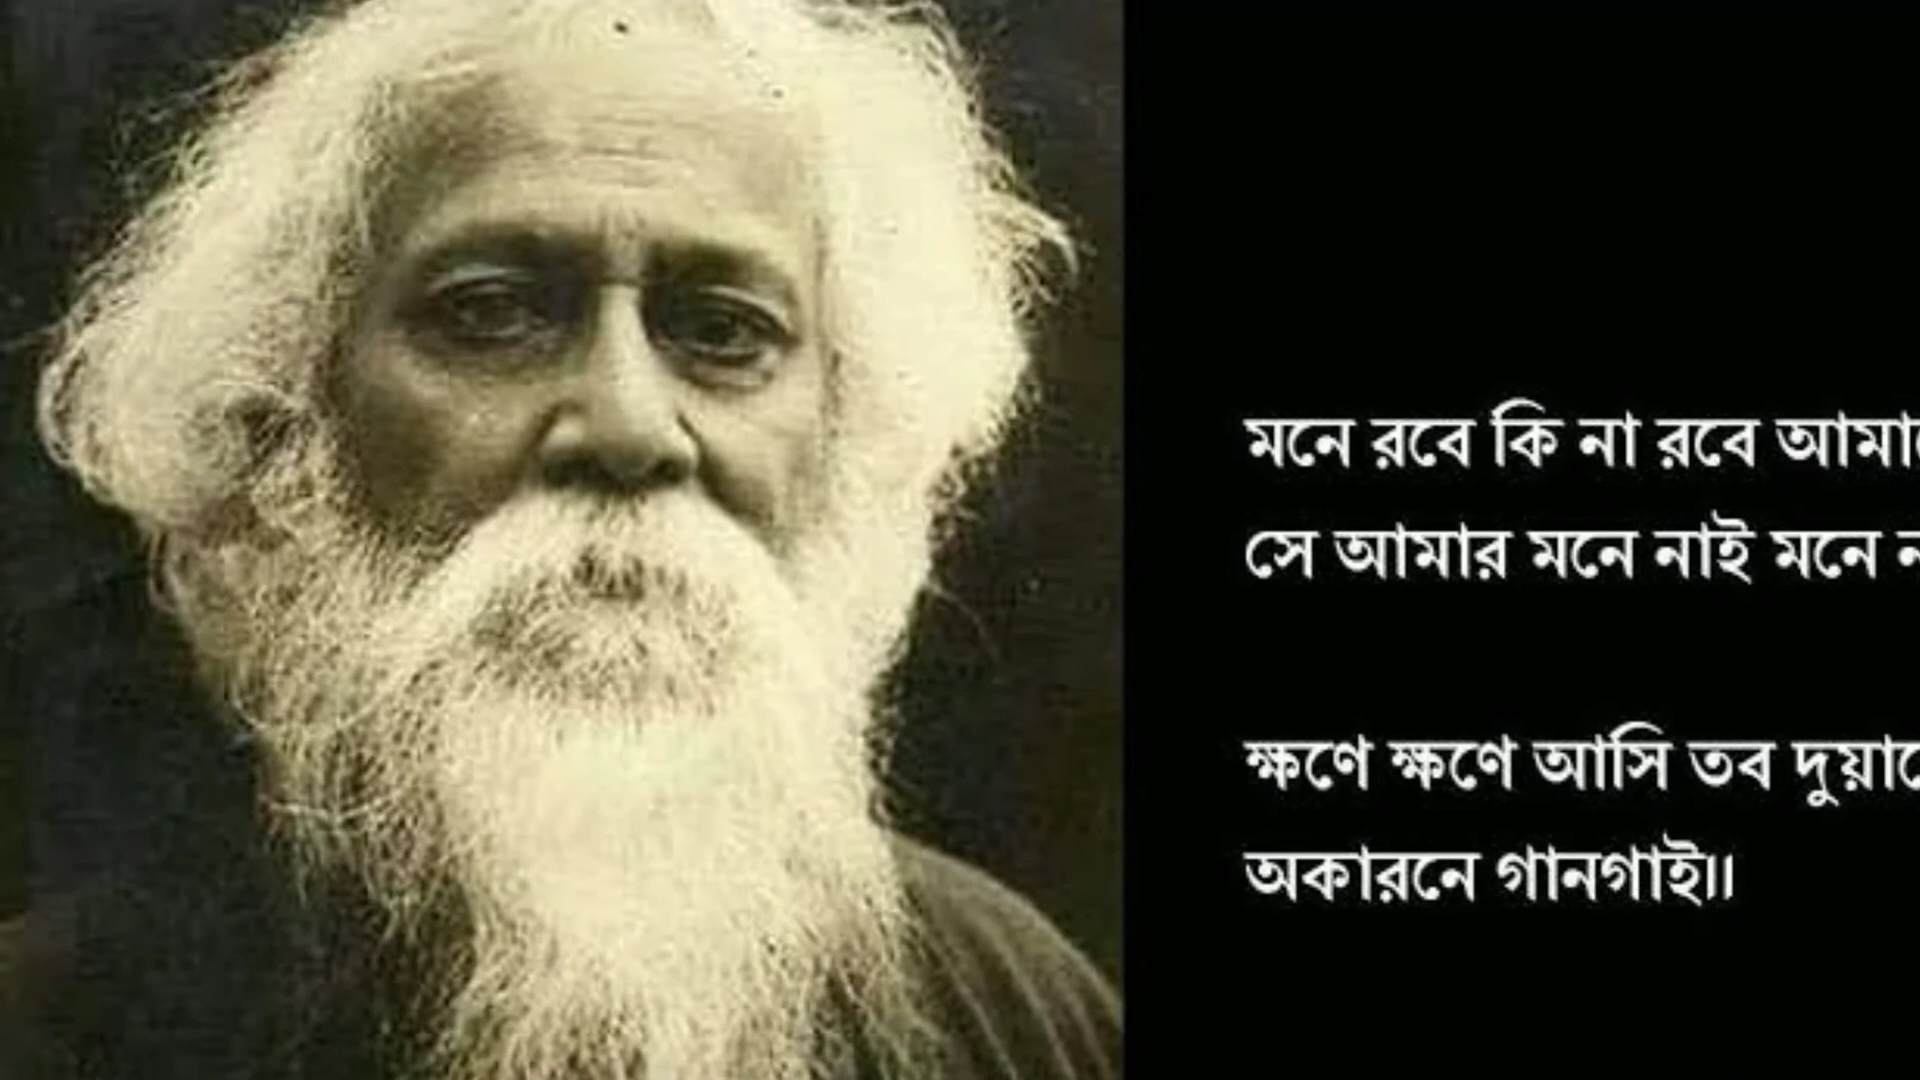 মনে রবে কি না রবে
সে আমার মনে নাই মনে
ক্ষণে ক্ষণে আসি তব
অকারনে গানগাই॥